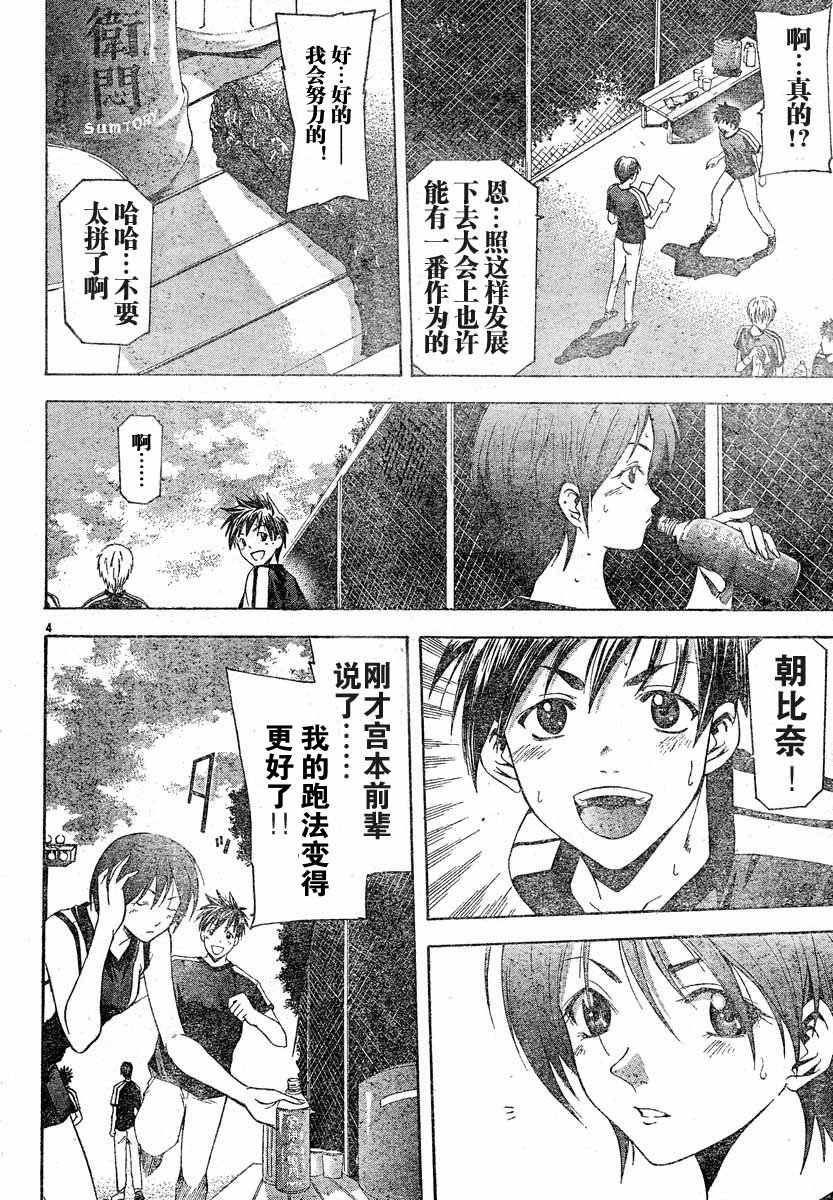 啊…真的!?
恩…照这样发展
下去大会上也许
能有一番作为的
好…好的——
我会努力的！
衛悶
SUMTORY
哈哈…不要
太拼了啊
啊……
4
朝比奈！
刚才宫本前辈
说了……
我的跑法变得
更好了!!